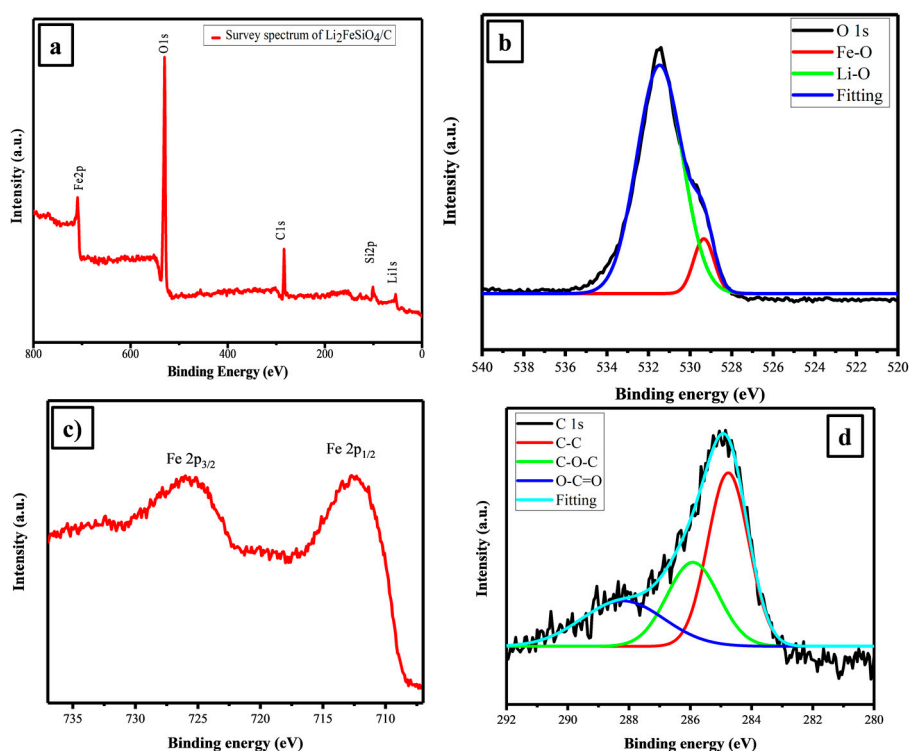 a
Survey spectrum of Li₂FeSiO₄/C
O1s
Fe2p
C1s
Si2p
Li1s
Intensity (a.u.)
800 600 400 200 0
Binding Energy (eV)
b
O 1s
Fe-O
Li-O
Fitting
Intensity (a.u.)
540 538 536 534 532 530 528 526 524 522 520
Binding energy (eV)
c)
Fe 2p₃/₂
Fe 2p₁/₂
Intensity (a.u.)
735 730 725 720 715 710
Binding energy (eV)
d
C 1s
C-C
C-O-C
O-C=O
Fitting
Intensity (a.u.)
292 290 288 286 284 282 280
Binding energy (eV)